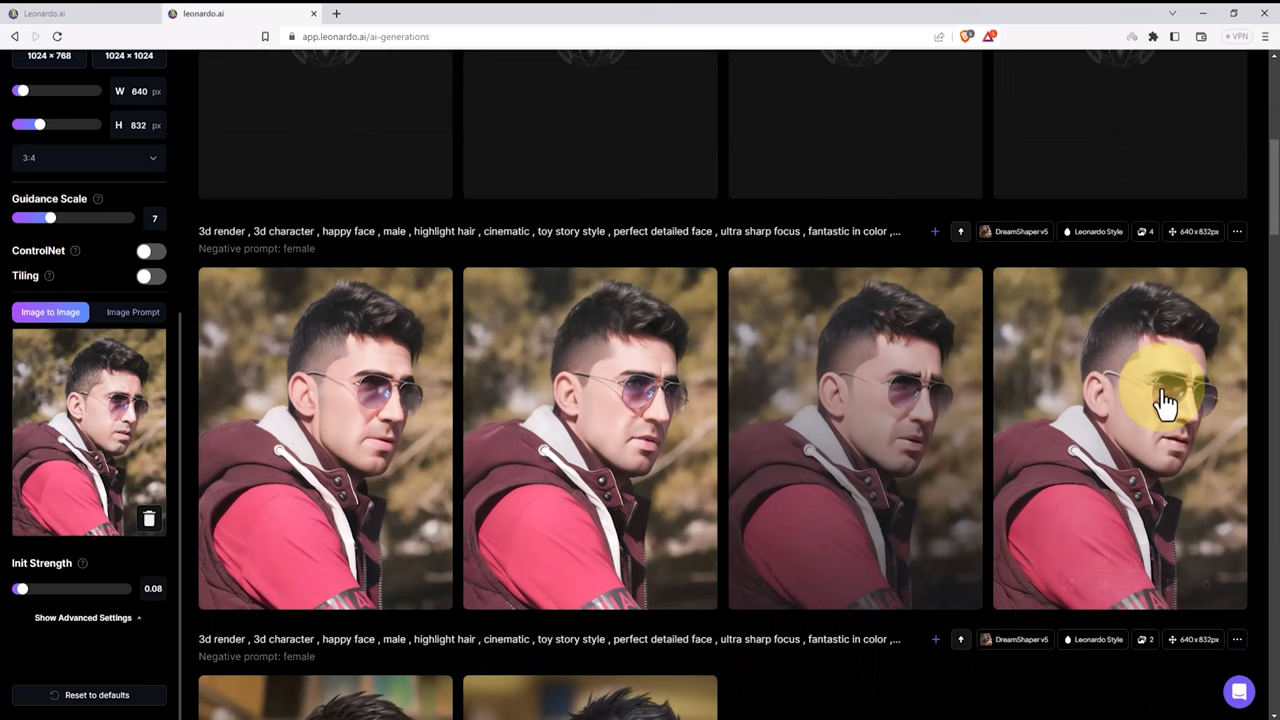 Leonardo.ai
leonardo.ai
app.leonardo.ai/ai-generations
VPN
1024 × 768
1024 × 1024
W 640 px
H 832 px
3:4
Guidance Scale
7
ControlNet
Tiling
Image to Image
Image Prompt
Init Strength
0.08
Show Advanced Settings
Reset to defaults
3d render , 3d character , happy face , male , highlight hair , cinematic , toy story style , perfect detailed face , ultra sharp focus , fantastic in color ,...
DreamShaper v5
Leonardo Style
4
640x832px
Negative prompt: female
3d render , 3d character , happy face , male , highlight hair , cinematic , toy story style , perfect detailed face , ultra sharp focus , fantastic in color ,...
DreamShaper v5
Leonardo Style
2
640x832px
Negative prompt: female